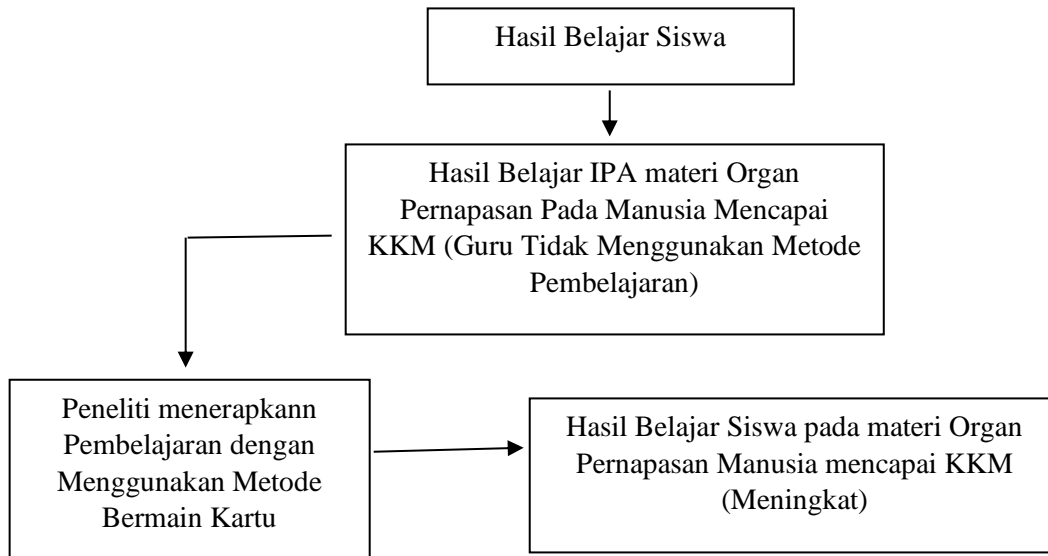 Hasil Belajar Siswa
Hasil Belajar IPA materi Organ
Pernapasan Pada Manusia Mencapai
KKM (Guru Tidak Menggunakan Metode
Pembelajaran)
Peneliti menerapkann
Pembelajaran dengan
Menggunakan Metode
Bermain Kartu
Hasil Belajar Siswa pada materi Organ
Pernapasan Manusia mencapai KKM
(Meningkat)